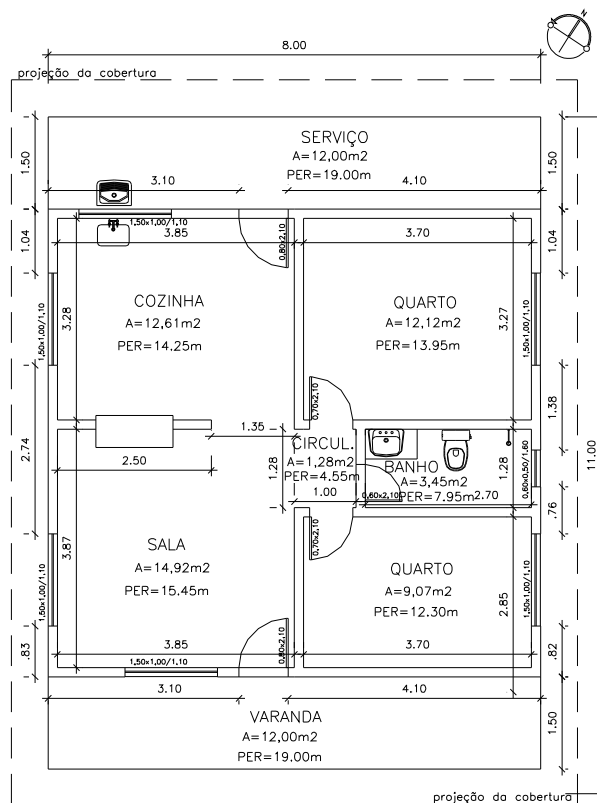 N
8.00
projeção da cobertura
SERVIÇO
A=12,00m2
PER=19.00m
1.50
1.50
3.10
4.10
1,50x1,00/1,10
3.85
0,80x2,10
3.70
1.04
1.04
COZINHA
A=12,61m2
PER=14.25m
3.28
1,50x1,00/1,10
QUARTO
A=12,12m2
PER=13.95m
3.27
1,50x1,00/1,10
0,70x2,10
1.38
2.74
1.35
CIRCUL.
A=1,28m2
PER=4.55m
1.28
1.00
2.50
BANHO
A=3,45m2
PER=7.95m
0,60x2,10
2.70
1.28
0,60x0,50/1,60
.76
11.00
0,70x2,10
SALA
A=14,92m2
PER=15.45m
3.87
1,50x1,00/1,10
QUARTO
A=9,07m2
PER=12.30m
2.85
1,50x1,00/1,10
.83
.82
3.85
0,80x2,10
3.70
1,50x1,00/1,10
3.10
4.10
VARANDA
A=12,00m2
PER=19.00m
1.50
projeção da cobertura